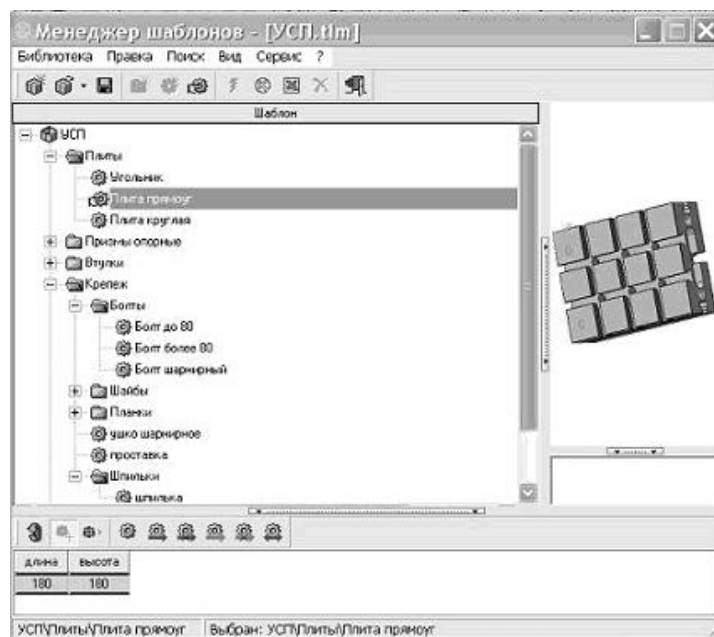 Менеджер шаблонов - [УСП.tlm]
Библиотека Правка Поиск Вид Сервис ?
Шаблон
УСП
Плиты
Угольник
Плита прямоуг
Плита круглая
Призмы опорные
Втулки
Крепеж
Болты
Болт до 80
Болт более 80
Болт шарнирный
Шайбы
Планки
ушко шарнирное
проставка
Шпильки
шпилька
длина высота
180 180
УСП\Плиты\Плита прямоуг Выбран: УСП\Плиты\Плита прямоуг